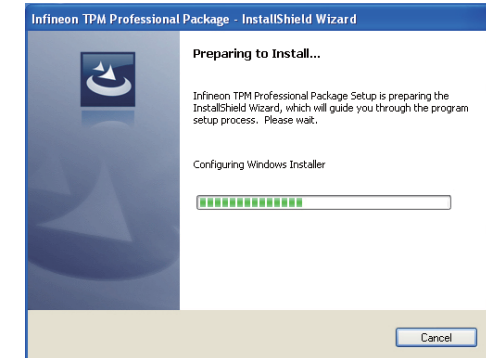 Infineon TPM Professional Package - InstallShield Wizard
Preparing to Install...
Infineon TPM Professional Package Setup is preparing the
InstallShield Wizard, which will guide you through the program
setup process. Please wait.
Configuring Windows Installer
Cancel